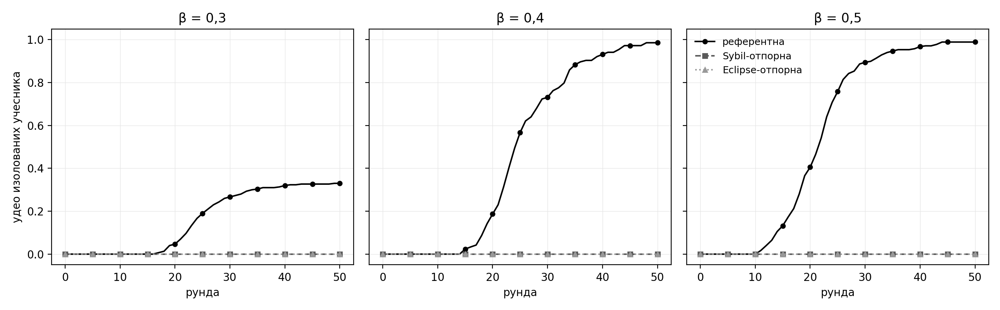 β = 0,3
β = 0,4
β = 0,5
удео изолованих учесника
1.0
0.8
0.6
0.4
0.2
0.0
референтна
Sybil-отпорна
Eclipse-отпорна
0 10 20 30 40 50
0 10 20 30 40 50
0 10 20 30 40 50
рунда
рунда
рунда